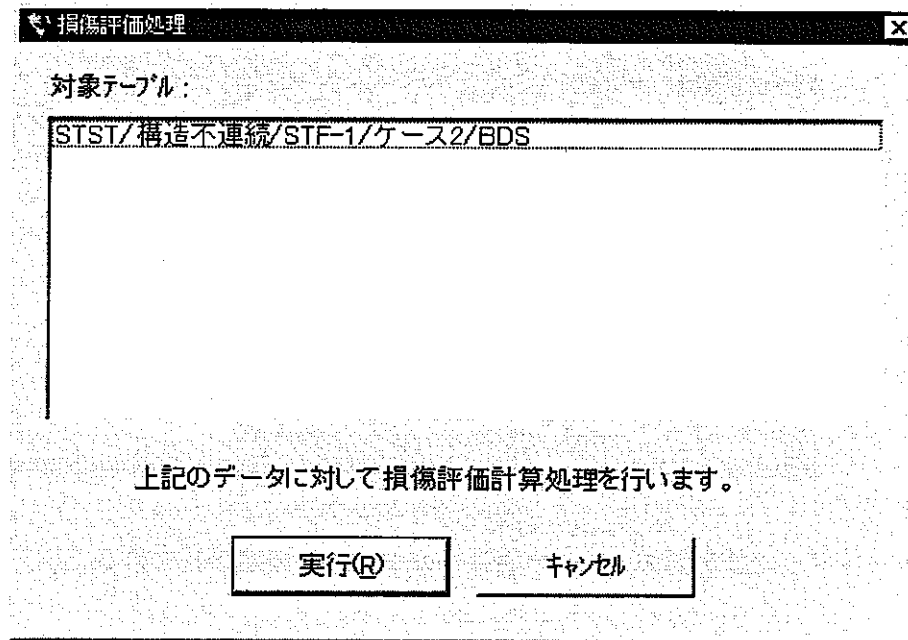 損傷評価処理
対象ﾃｰﾌﾞﾙ：
STST/構造不連続/STF-1/ケース2/BDS
上記のデータに対して損傷評価計算処理を行います。
実行(R)
ｷｬﾝｾﾙ